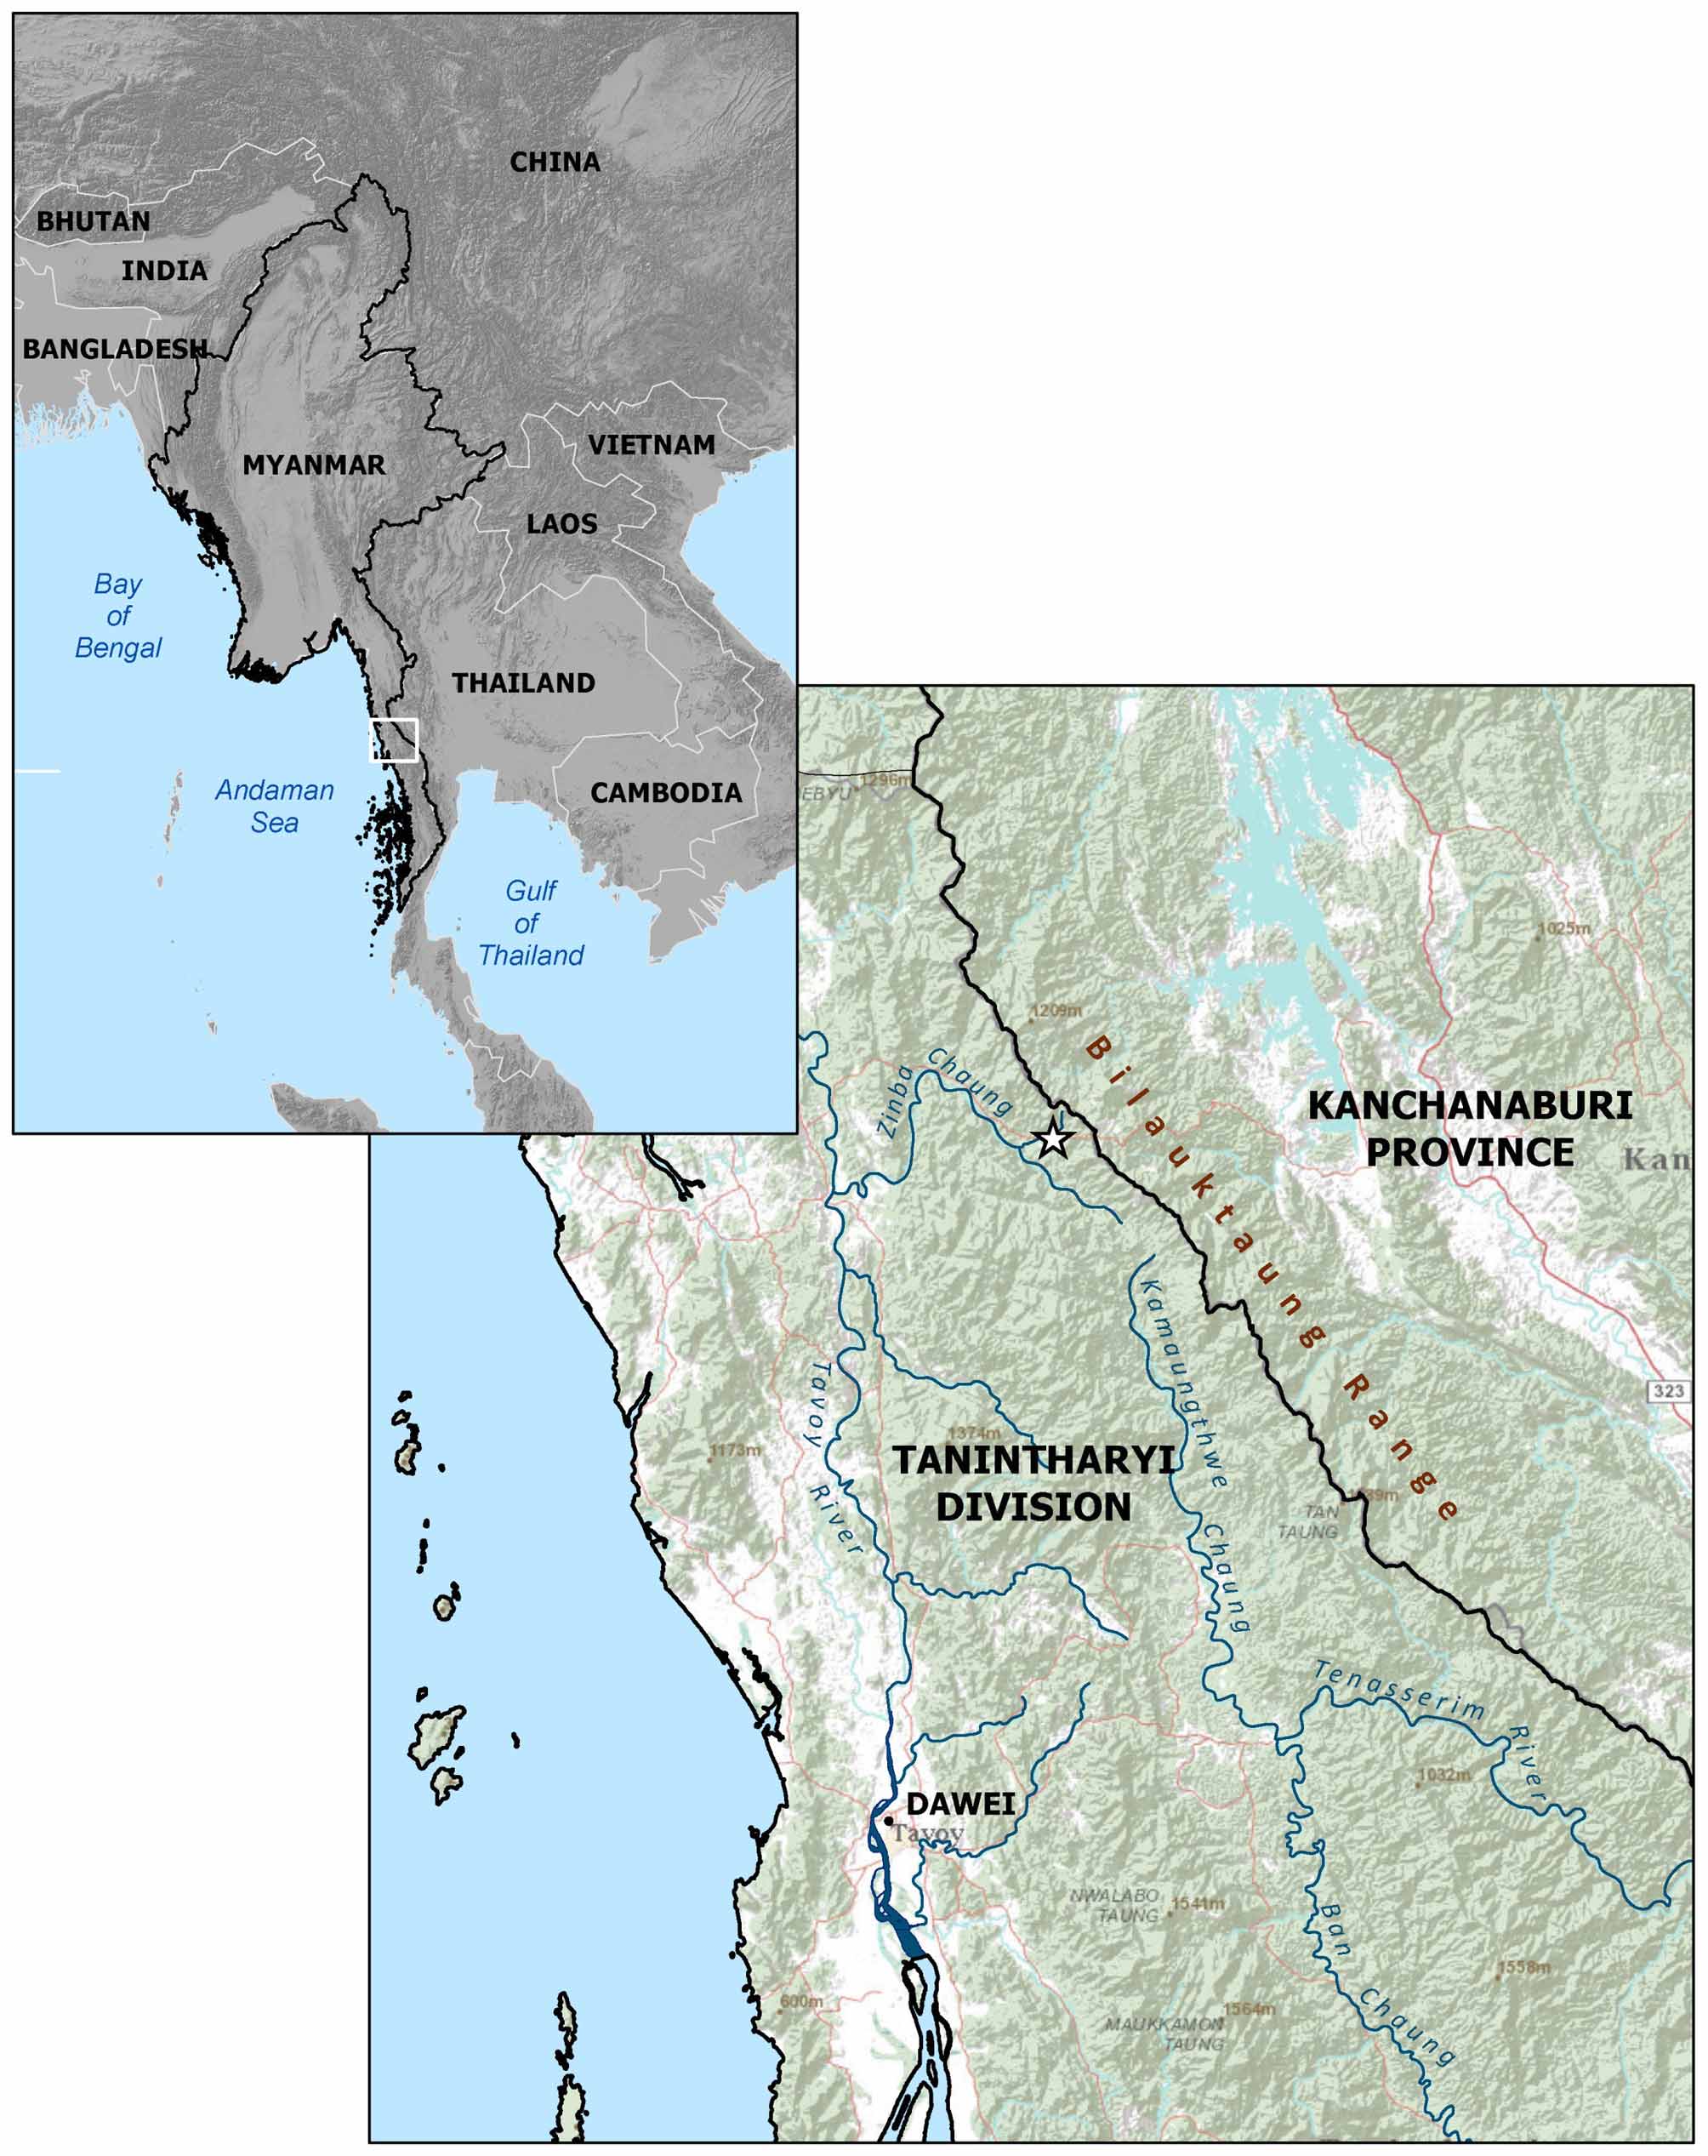 CHINA
BHUTAN
INDIA
BANGLADESH
VIETNAM
MYANMAR
LAOS
Bay
of
Bengal
THAILAND
Andaman
Sea
CAMBODIA
Gulf
of
Thailand
1296m
EBYU
1025m
1209m
Bilauktaung Range
Zinba Chaung
KANCHANABURI
PROVINCE
Kan
Kamaungthwe Chaung
Tavoy River
323
1374m
1173m
TANINTHARYI
DIVISION
TAN
TAUNG
Tenasserim River
1032m
DAWEI
Tavoy
NWALABO
TAUNG
1541m
Ban Chaung
1558m
600m
1564m
MAUKKAMON
TAUNG